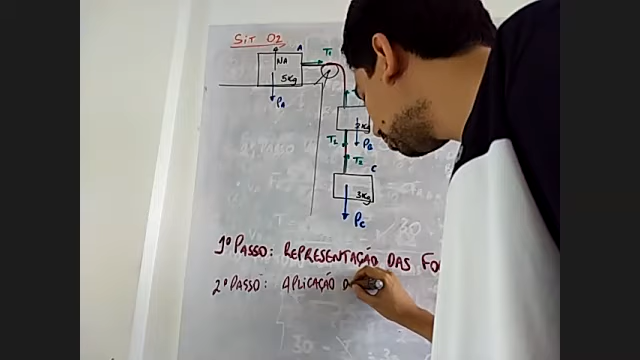 SIT 02
A T₁
NA
5Kg
PA
2Kg
PB
T₂
T₂
C
3Kg
PC
1º PASSO: REPRESENTAÇÃO DAS FO
2º PASSO: APLICAÇÃO D